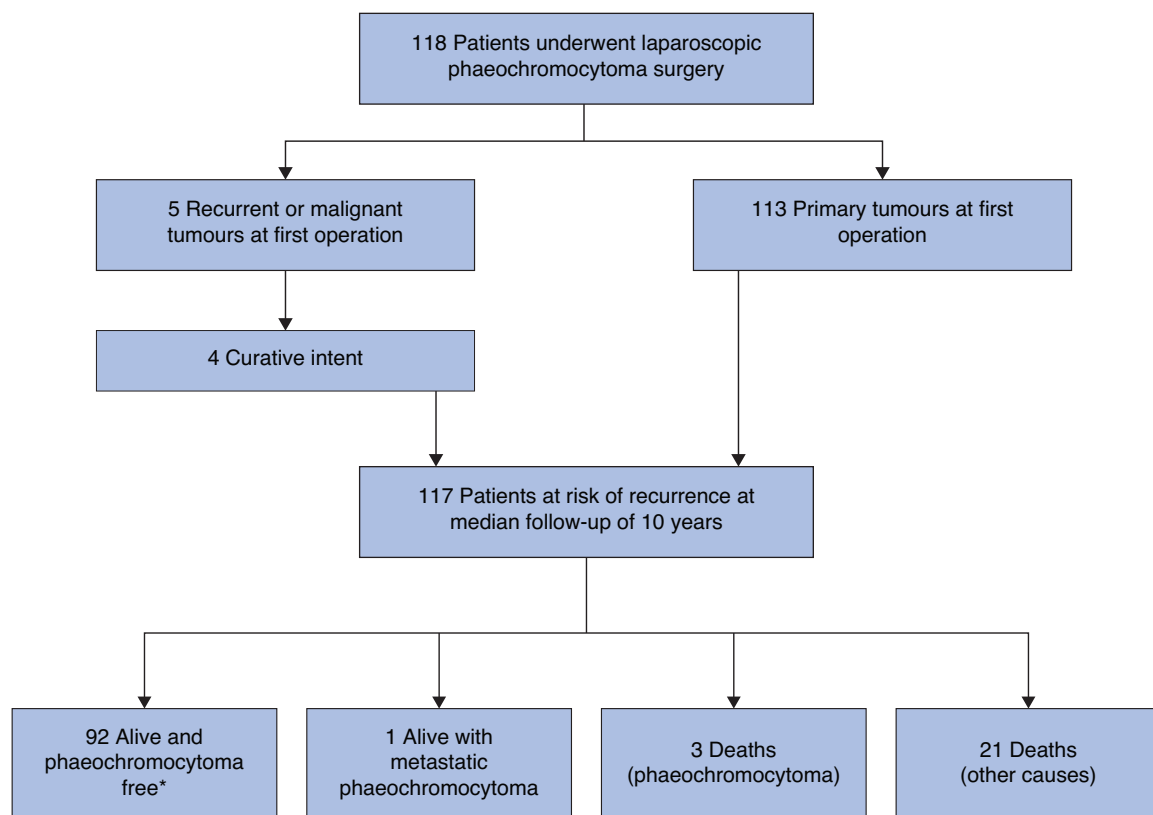 118 Patients underwent laparoscopic
phaeochromocytoma surgery
5 Recurrent or malignant
tumours at first operation
113 Primary tumours at first
operation
4 Curative intent
117 Patients at risk of recurrence at
median follow-up of 10 years
92 Alive and
phaeochromocytoma
free*
1 Alive with
metastatic
phaeochromocytoma
3 Deaths
(phaeochromocytoma)
21 Deaths
(other causes)